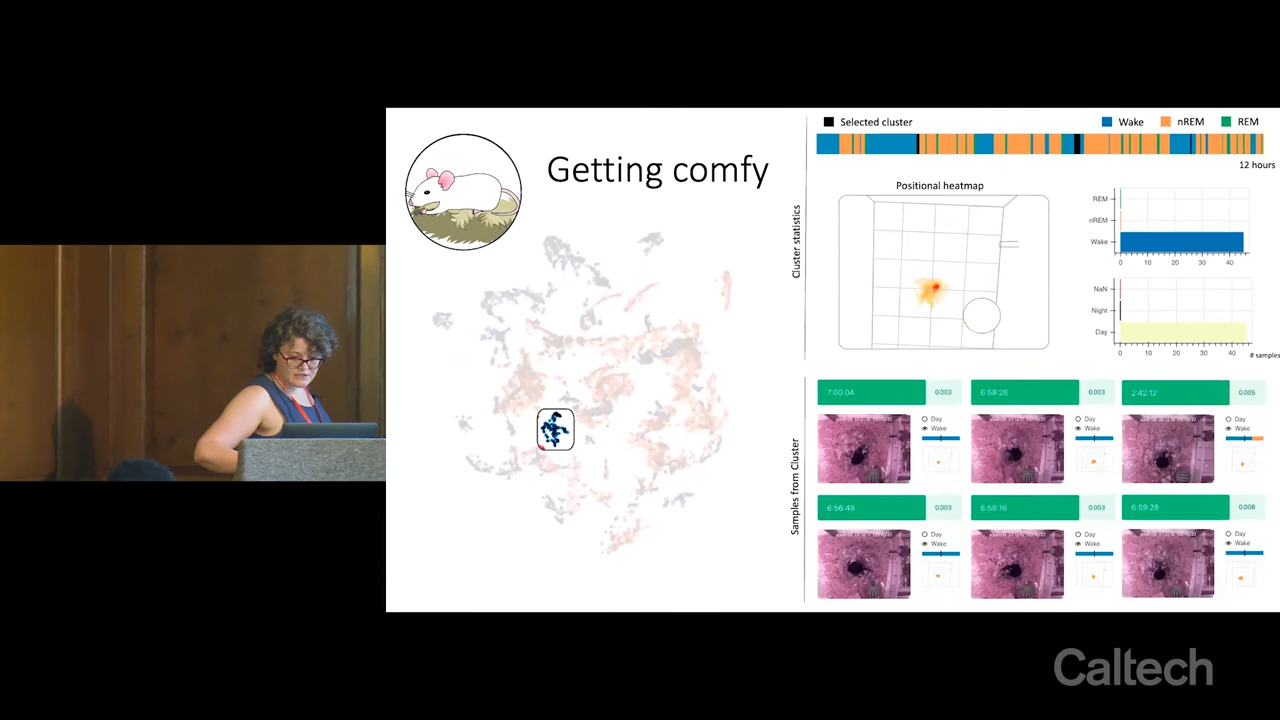 Getting comfy
Selected cluster
Wake
nREM
REM
12 hours
Cluster statistics
Positional heatmap
REM
nREM
Wake
0
10
20
30
40
NaN
Night
Day
0
10
20
30
40
# samples
Samples from Cluster
7:00:04
0.003
6:58:28
0.003
2:42:12
0.005
Day
Wake
Day
Wake
Day
Wake
6:56:48
0.003
6:58:16
0.003
6:59:28
0.006
Day
Wake
Day
Wake
Day
Wake
Caltech